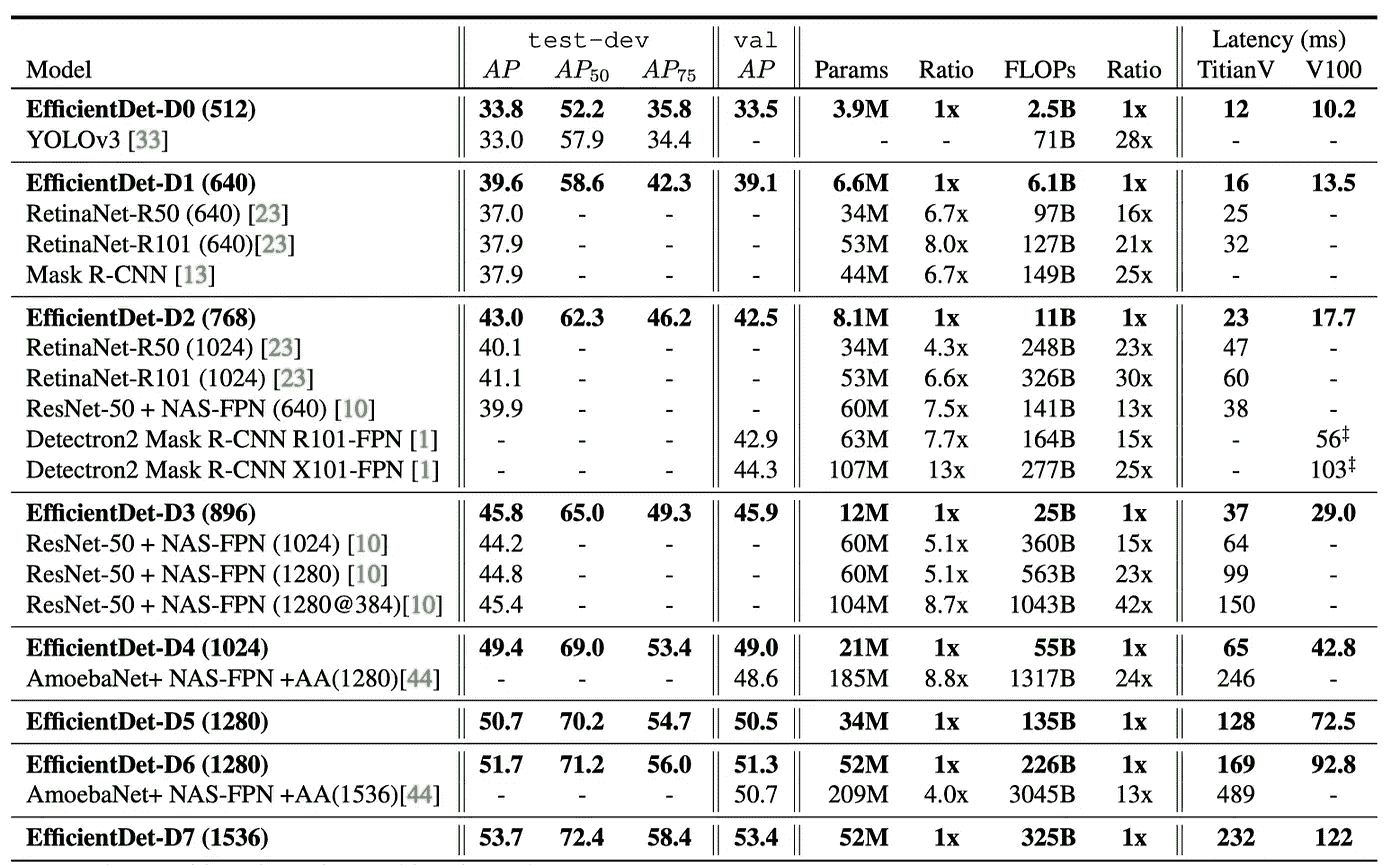 test-dev val Latency (ms)
Model AP AP50 AP75 AP Params Ratio FLOPs Ratio TitianV V100
EfficientDet-D0 (512) 33.8 52.2 35.8 33.5 3.9M 1x 2.5B 1x 12 10.2
YOLOv3 [33] 33.0 57.9 34.4 - - - 71B 28x - -
EfficientDet-D1 (640) 39.6 58.6 42.3 39.1 6.6M 1x 6.1B 1x 16 13.5
RetinaNet-R50 (640) [23] 37.0 - - - 34M 6.7x 97B 16x 25 -
RetinaNet-R101 (640)[23] 37.9 - - - 53M 8.0x 127B 21x 32 -
Mask R-CNN [13] 37.9 - - - 44M 6.7x 149B 25x - -
EfficientDet-D2 (768) 43.0 62.3 46.2 42.5 8.1M 1x 11B 1x 23 17.7
RetinaNet-R50 (1024) [23] 40.1 - - - 34M 4.3x 248B 23x 47 -
RetinaNet-R101 (1024) [23] 41.1 - - - 53M 6.6x 326B 30x 60 -
ResNet-50 + NAS-FPN (640) [10] 39.9 - - - 60M 7.5x 141B 13x 38 -
Detectron2 Mask R-CNN R101-FPN [1] - - - 42.9 63M 7.7x 164B 15x - 56‡
Detectron2 Mask R-CNN X101-FPN [1] - - - 44.3 107M 13x 277B 25x - 103‡
EfficientDet-D3 (896) 45.8 65.0 49.3 45.9 12M 1x 25B 1x 37 29.0
ResNet-50 + NAS-FPN (1024) [10] 44.2 - - - 60M 5.1x 360B 15x 64 -
ResNet-50 + NAS-FPN (1280) [10] 44.8 - - - 60M 5.1x 563B 23x 99 -
ResNet-50 + NAS-FPN (1280@384)[10] 45.4 - - - 104M 8.7x 1043B 42x 150 -
EfficientDet-D4 (1024) 49.4 69.0 53.4 49.0 21M 1x 55B 1x 65 42.8
AmoebaNet+ NAS-FPN +AA(1280)[44] - - - 48.6 185M 8.8x 1317B 24x 246 -
EfficientDet-D5 (1280) 50.7 70.2 54.7 50.5 34M 1x 135B 1x 128 72.5
EfficientDet-D6 (1280) 51.7 71.2 56.0 51.3 52M 1x 226B 1x 169 92.8
AmoebaNet+ NAS-FPN +AA(1536)[44] - - - 50.7 209M 4.0x 3045B 13x 489 -
EfficientDet-D7 (1536) 53.7 72.4 58.4 53.4 52M 1x 325B 1x 232 122